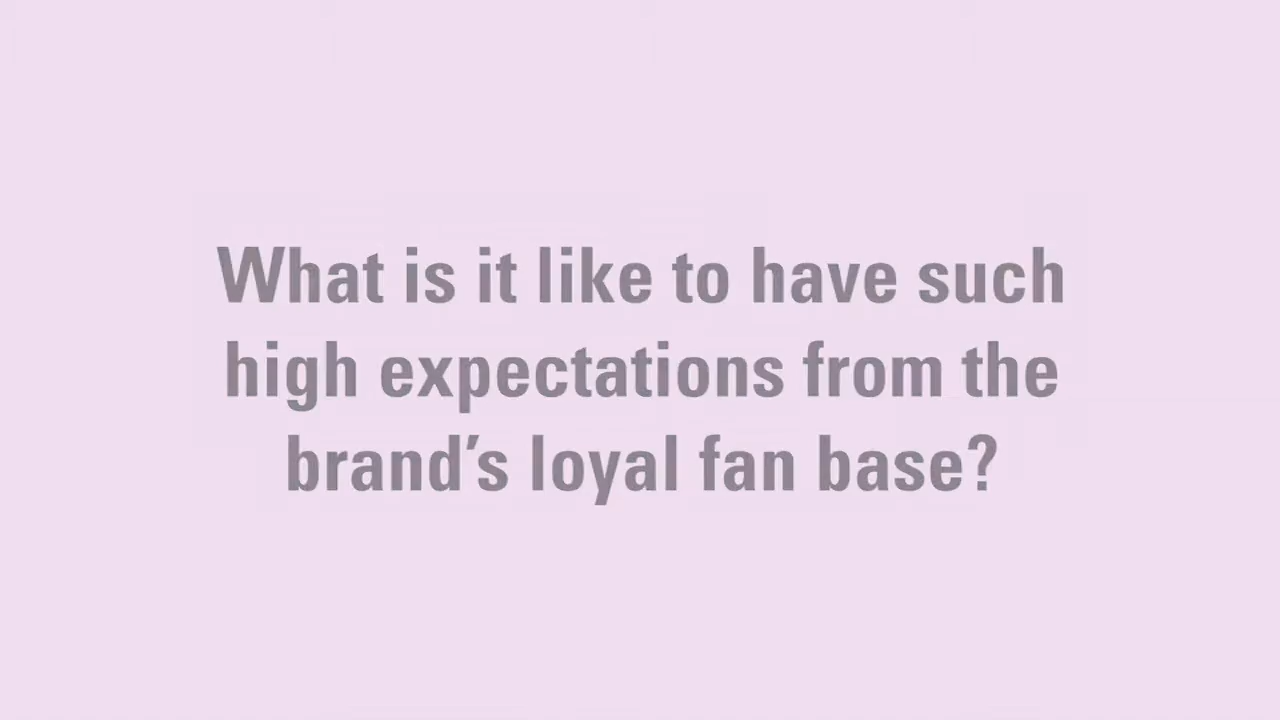 What is it like to have such
high expectations from the
brand’s loyal fan base?